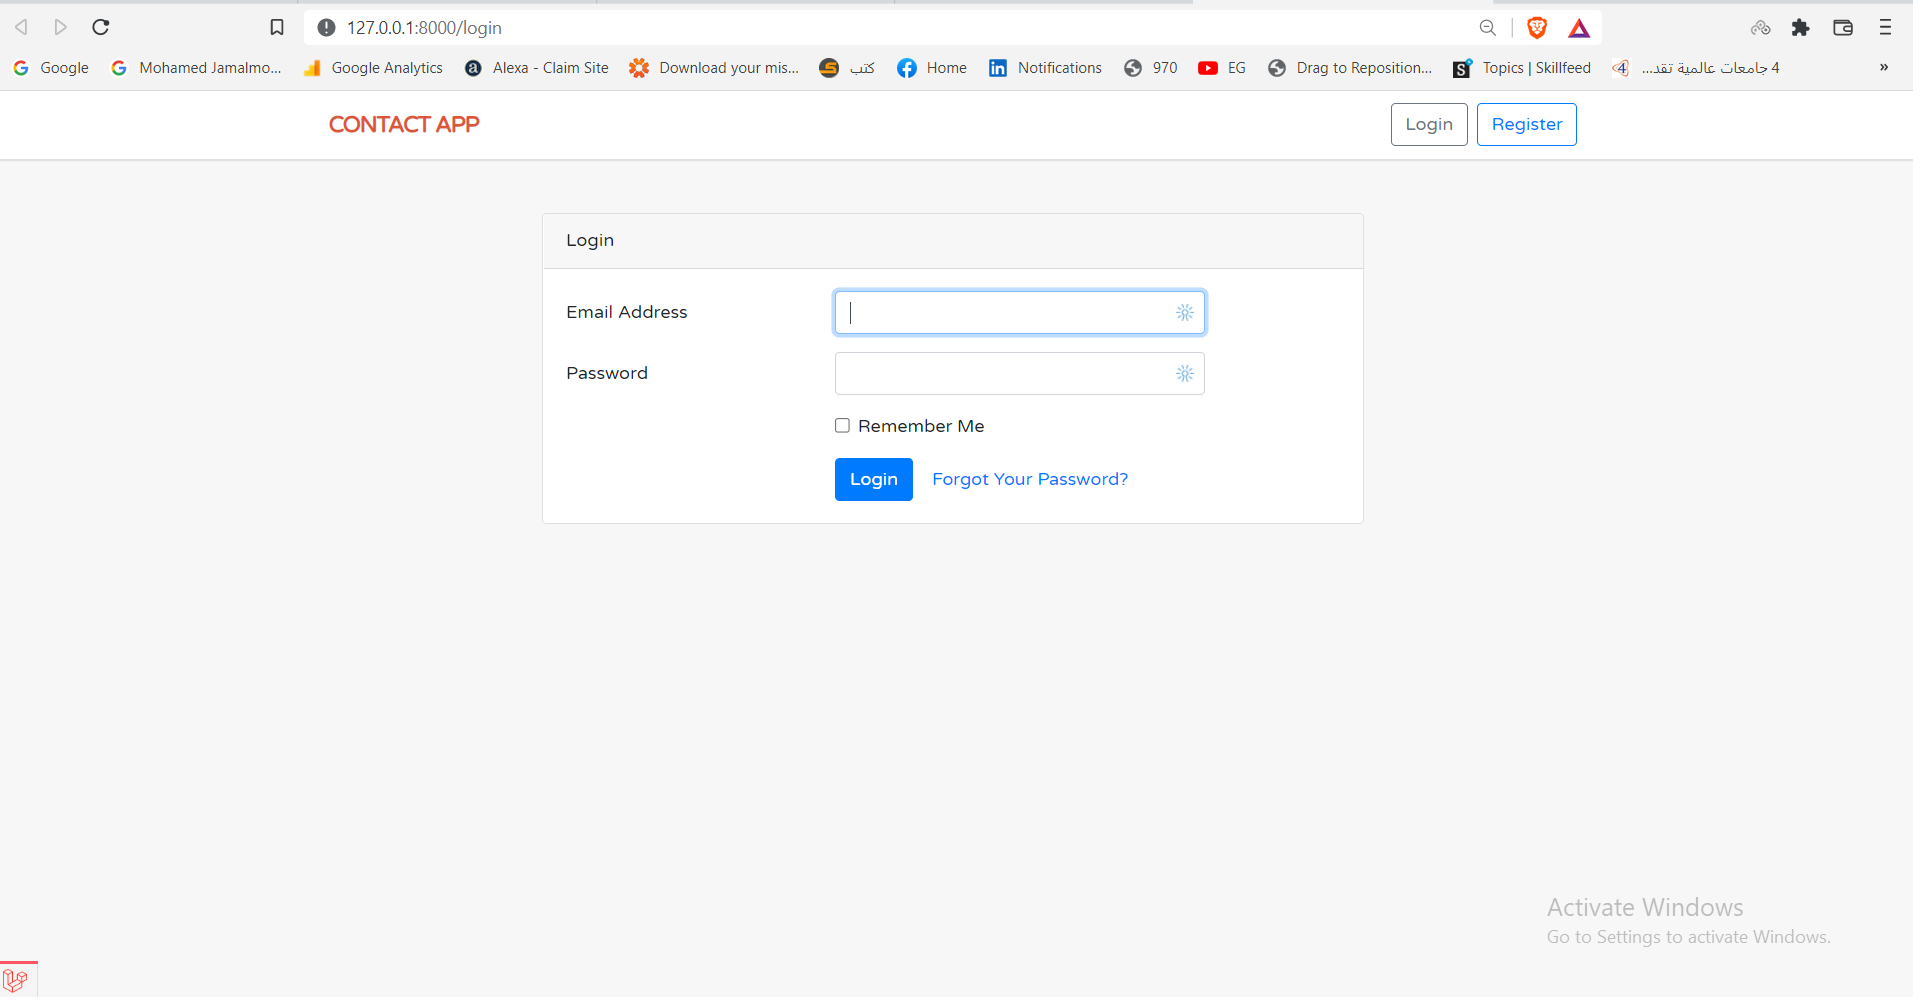 127.0.0.1:8000/login
Google Mohamed Jamalmo... Google Analytics Alexa - Claim Site Download your mis... كتب Home Notifications 970 EG Drag to Reposition... Topics | Skillfeed 4 جامعات عالمية تقد... »
CONTACT APP Login Register
Login
Email Address
Password
Remember Me
Login Forgot Your Password?
Activate Windows
Go to Settings to activate Windows.